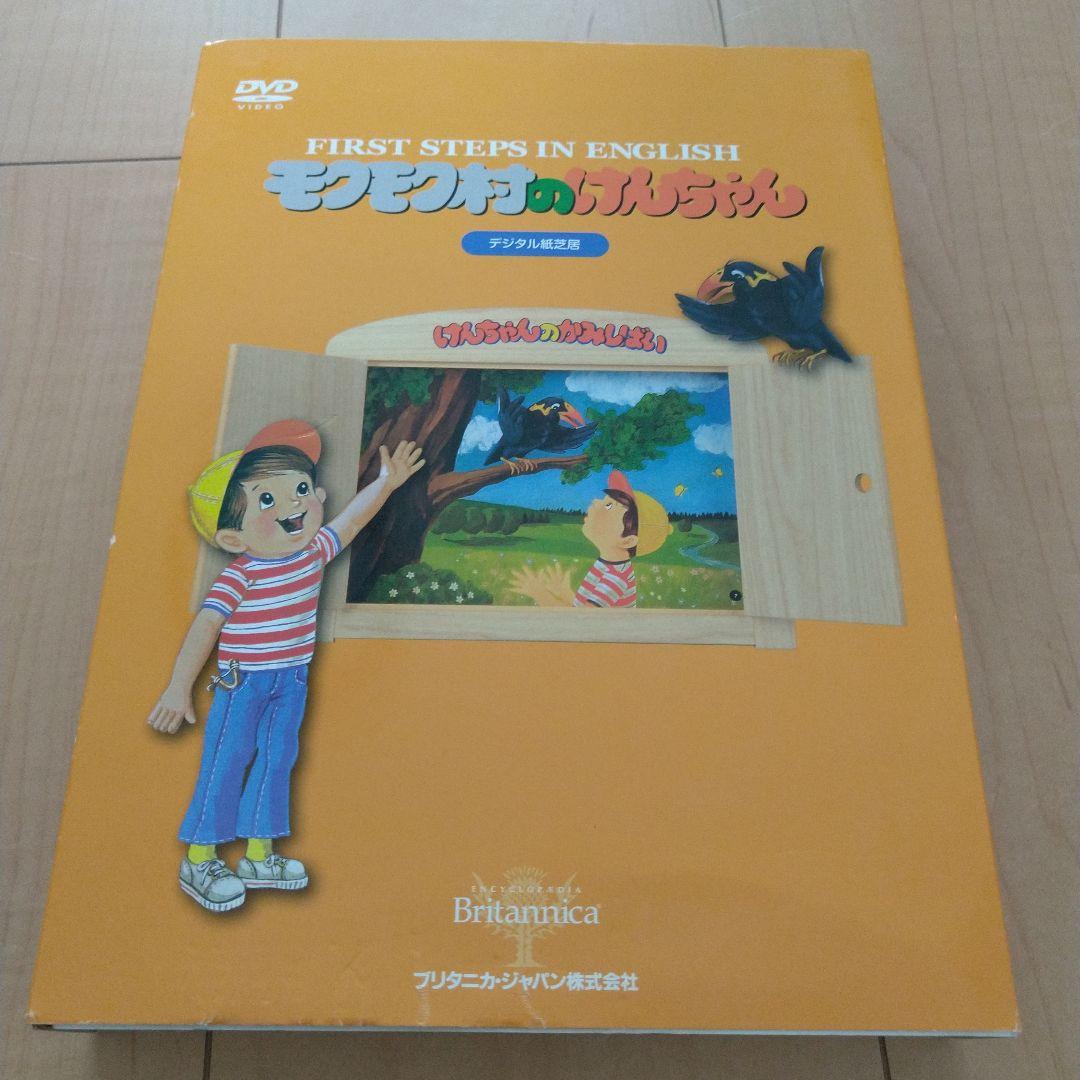 DVD
VIDEO
FIRST STEPS IN ENGLISH
モクモク村のけんちゃん
デジタル紙芝居
けんちゃんのかみしばい
7
ENCYCLOPÆDIA
Britannica®
ブリタニカ・ジャパン株式会社